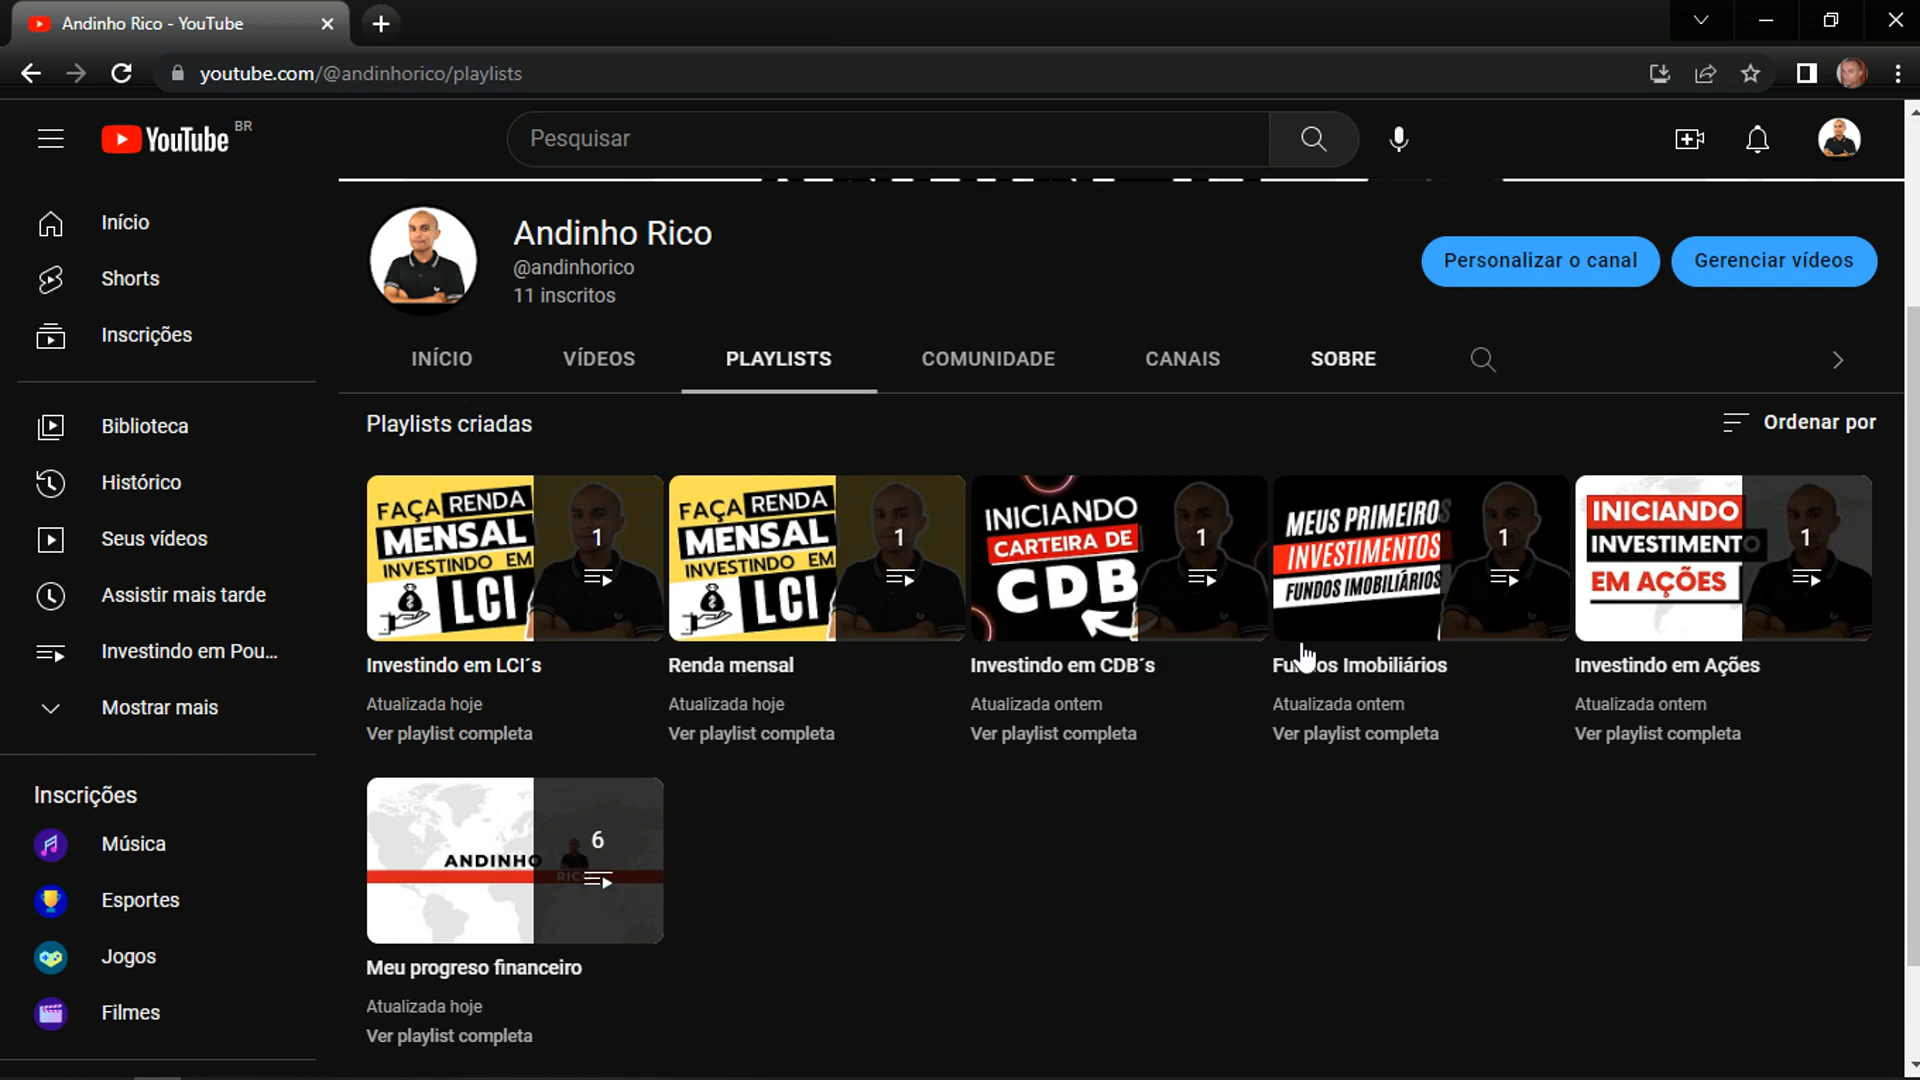 Andinho Rico - YouTube
youtube.com/@andinhorico/playlists
YouTube BR
Pesquisar
Início
Shorts
Inscrições
Biblioteca
Histórico
Seus vídeos
Assistir mais tarde
Investindo em Pou...
Mostrar mais
Inscrições
Música
Esportes
Jogos
Filmes
Andinho Rico
@andinhorico
11 inscritos
Personalizar o canal
Gerenciar vídeos
INÍCIO
VÍDEOS
PLAYLISTS
COMUNIDADE
CANAIS
SOBRE
Playlists criadas
Ordenar por
FAÇA RENDA
MENSAL
INVESTINDO EM
LCI
1
Investindo em LCI´s
Atualizada hoje
Ver playlist completa
FAÇA RENDA
MENSAL
INVESTINDO EM
LCI
1
Renda mensal
Atualizada hoje
Ver playlist completa
INICIANDO
CARTEIRA DE
CDB
1
Investindo em CDB´s
Atualizada ontem
Ver playlist completa
MEUS PRIMEIROS
INVESTIMENTOS
FUNDOS IMOBILIÁRIOS
1
Fundos Imobiliários
Atualizada ontem
Ver playlist completa
INICIANDO
INVESTIMENTO
EM AÇÕES
1
Investindo em Ações
Atualizada ontem
Ver playlist completa
ANDINHO
RICO
6
Meu progreso financeiro
Atualizada hoje
Ver playlist completa